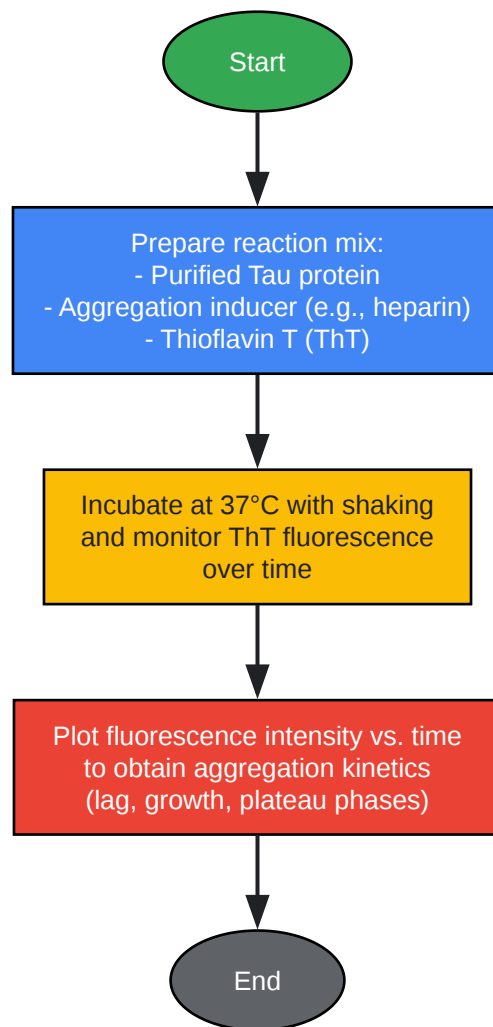 Start
Prepare reaction mix:
- Purified Tau protein
- Aggregation inducer (e.g., heparin)
- Thioflavin T (ThT)
Incubate at 37°C with shaking
and monitor ThT fluorescence
over time
Plot fluorescence intensity vs. time
to obtain aggregation kinetics
(lag, growth, plateau phases)
End